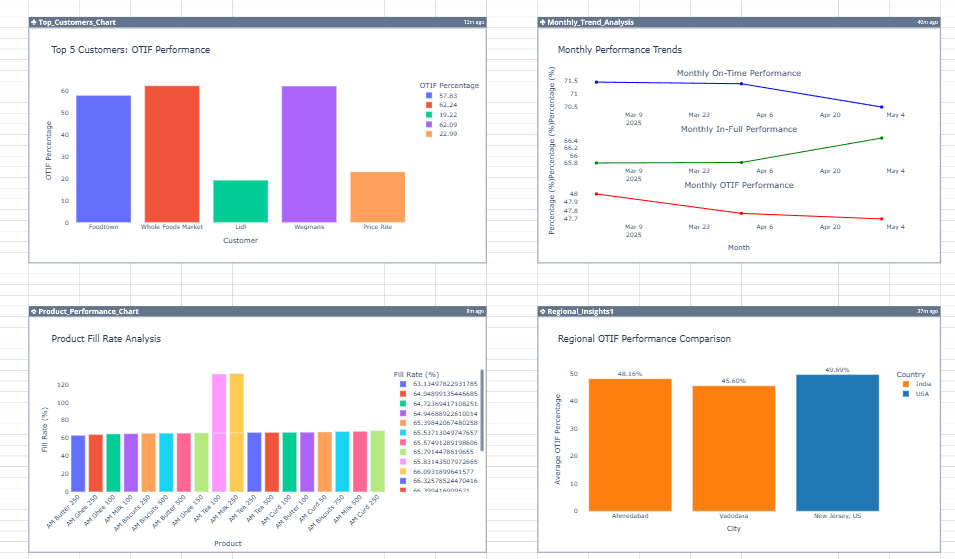 Top_Customers_Chart
12m ago
Top 5 Customers: OTIF Performance
OTIF Percentage
57.83
62.24
19.22
62.09
22.99
OTIF Percentage
60
50
40
30
20
10
0
Foodtown
Whole Foods Market
Lidl
Wegmans
Price Rite
Customer
Monthly_Trend_Analysis
40m ago
Monthly Performance Trends
Monthly On-Time Performance
Percentage (%)
71.5
71
70.5
Mar 9
2025
Mar 23
Apr 6
Apr 20
May 4
Monthly In-Full Performance
Percentage (%)
66.4
66.2
66
65.8
Mar 9
2025
Mar 23
Apr 6
Apr 20
May 4
Monthly OTIF Performance
Percentage (%)
48
47.9
47.8
47.7
Mar 9
2025
Mar 23
Apr 6
Apr 20
May 4
Month
Product_Performance_Chart
8m ago
Product Fill Rate Analysis
Fill Rate (%)
63.13497822931785
64.04899135446685
64.72369417108251
64.94688922610014
65.39842067480258
65.53713049747657
65.57491289198606
65.7914478619655
65.83143507972665
66.0931899641577
66.32578524470416
Fill Rate (%)
120
100
80
60
40
20
0
AM Butter 250
AM Ghee 250
AM Ghee 100
AM Milk 100
AM Biscuits 250
AM Biscuits 500
AM Butter 500
AM Ghee 150
AM Tea 100
AM Milk 250
AM Tea 250
AM Tea 500
AM Curd 100
AM Butter 100
AM Curd 50
AM Biscuits 750
AM Milk 500
AM Curd 250
Product
Regional_Insights1
37m ago
Regional OTIF Performance Comparison
Country
India
USA
Average OTIF Percentage
50
40
30
20
10
0
48.16%
45.60%
49.69%
Ahmedabad
Vadodara
New Jersey, US
City